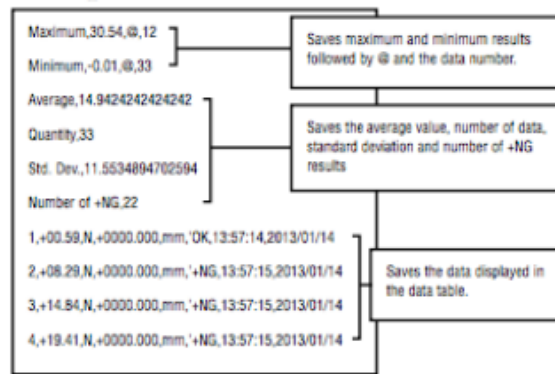 Maximum,30.54,@,12
Minimum,-0.01,@,33
Average,14.9424242424242
Quantity,33
Std. Dev.,11.5534894702594
Number of +NG,22
1,+00.59,N,+0000.000,mm,'OK,13:57:14,2013/01/14
2,+08.29,N,+0000.000,mm,'+NG,13:57:15,2013/01/14
3,+14.84,N,+0000.000,mm,'+NG,13:57:15,2013/01/14
4,+19.41,N,+0000.000,mm,'+NG,13:57:15,2013/01/14
Saves maximum and minimum results
followed by @ and the data number.
Saves the average value, number of data,
standard deviation and number of +NG
results
Saves the data displayed in
the data table.